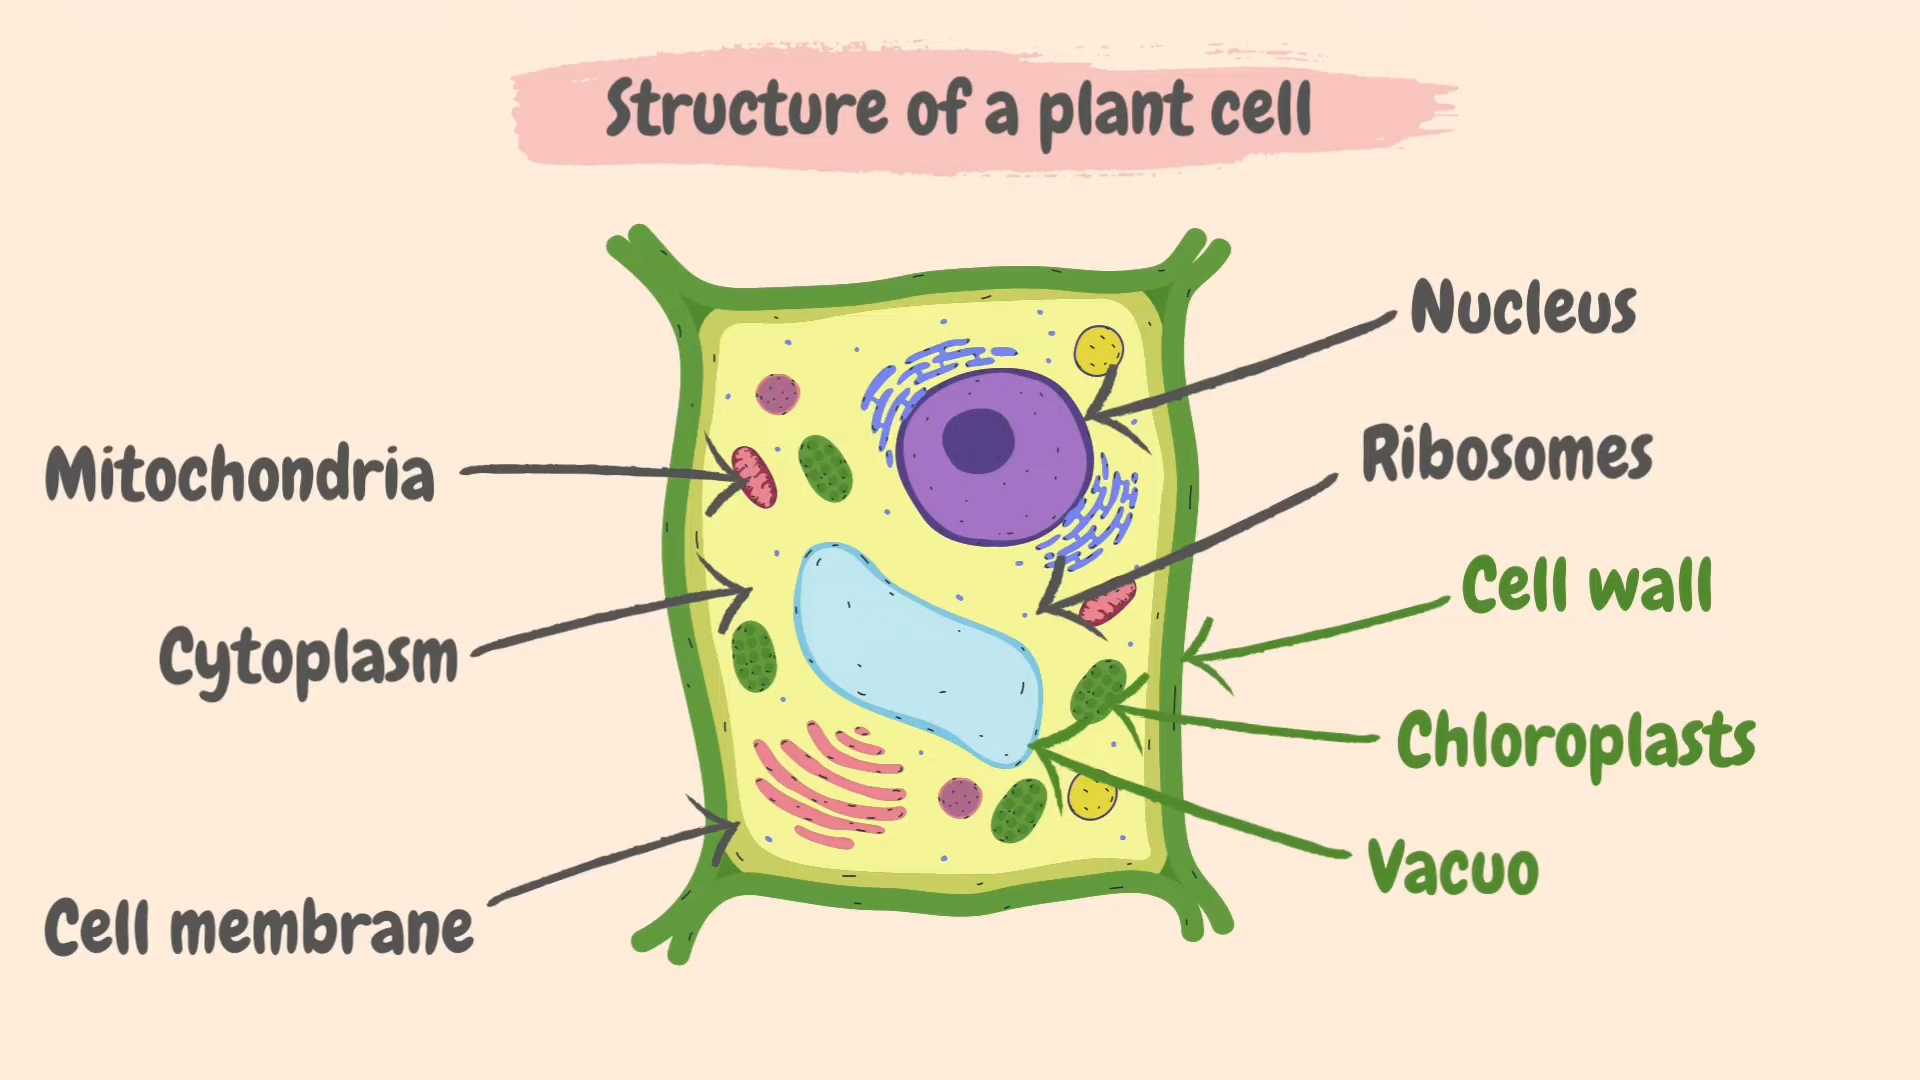 Structure of a plant cell
Nucleus
Ribosomes
Mitochondria
Cell wall
Cytoplasm
Chloroplasts
Vacuo
Cell membrane